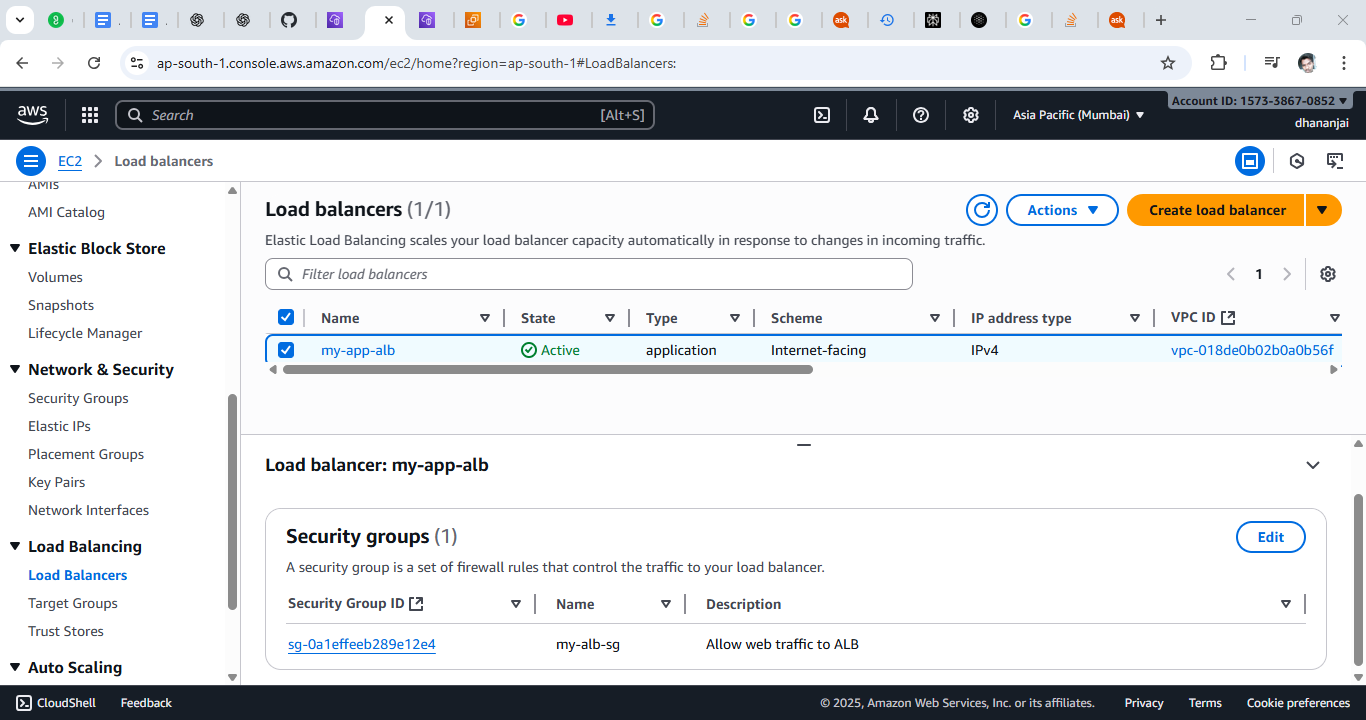 ap-south-1.console.aws.amazon.com/ec2/home?region=ap-south-1#LoadBalancers:
aws
Search
[Alt+S]
Asia Pacific (Mumbai)
Account ID: 1573-3867-0852
dhananjai
EC2
Load balancers
AMIs
AMI Catalog
Elastic Block Store
Volumes
Snapshots
Lifecycle Manager
Network & Security
Security Groups
Elastic IPs
Placement Groups
Key Pairs
Network Interfaces
Load Balancing
Load Balancers
Target Groups
Trust Stores
Auto Scaling
Load balancers (1/1)
Actions
Create load balancer
Elastic Load Balancing scales your load balancer capacity automatically in response to changes in incoming traffic.
Filter load balancers
1
Name State Type Scheme IP address type VPC ID
my-app-alb Active application Internet-facing IPv4 vpc-018de0b02b0a0b56f
Load balancer: my-app-alb
Security groups (1)
Edit
A security group is a set of firewall rules that control the traffic to your load balancer.
Security Group ID Name Description
sg-0a1effeeb289e12e4 my-alb-sg Allow web traffic to ALB
CloudShell Feedback © 2025, Amazon Web Services, Inc. or its affiliates. Privacy Terms Cookie preferences